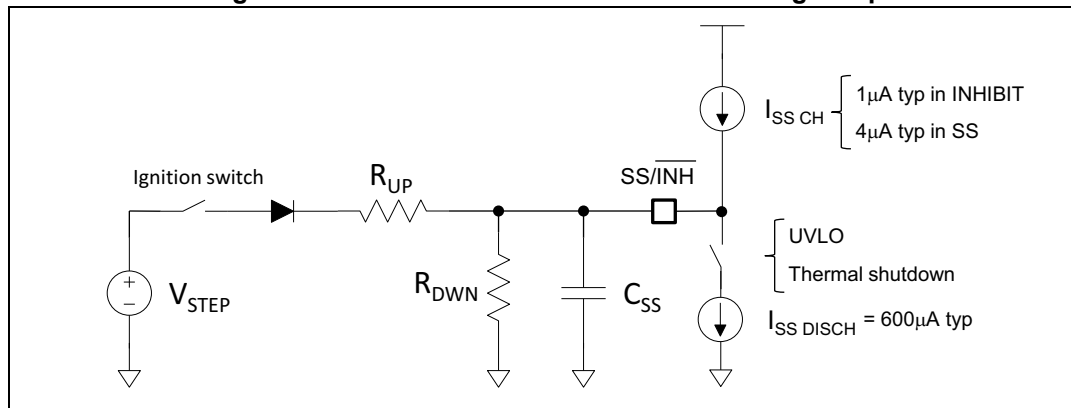 Ignition switch
R_UP
SS/INH
I_SS CH
1μA typ in INHIBIT
4μA typ in SS
V_STEP
R_DWN
C_SS
UVLO
Thermal shutdown
I_SS DISCH = 600μA typ